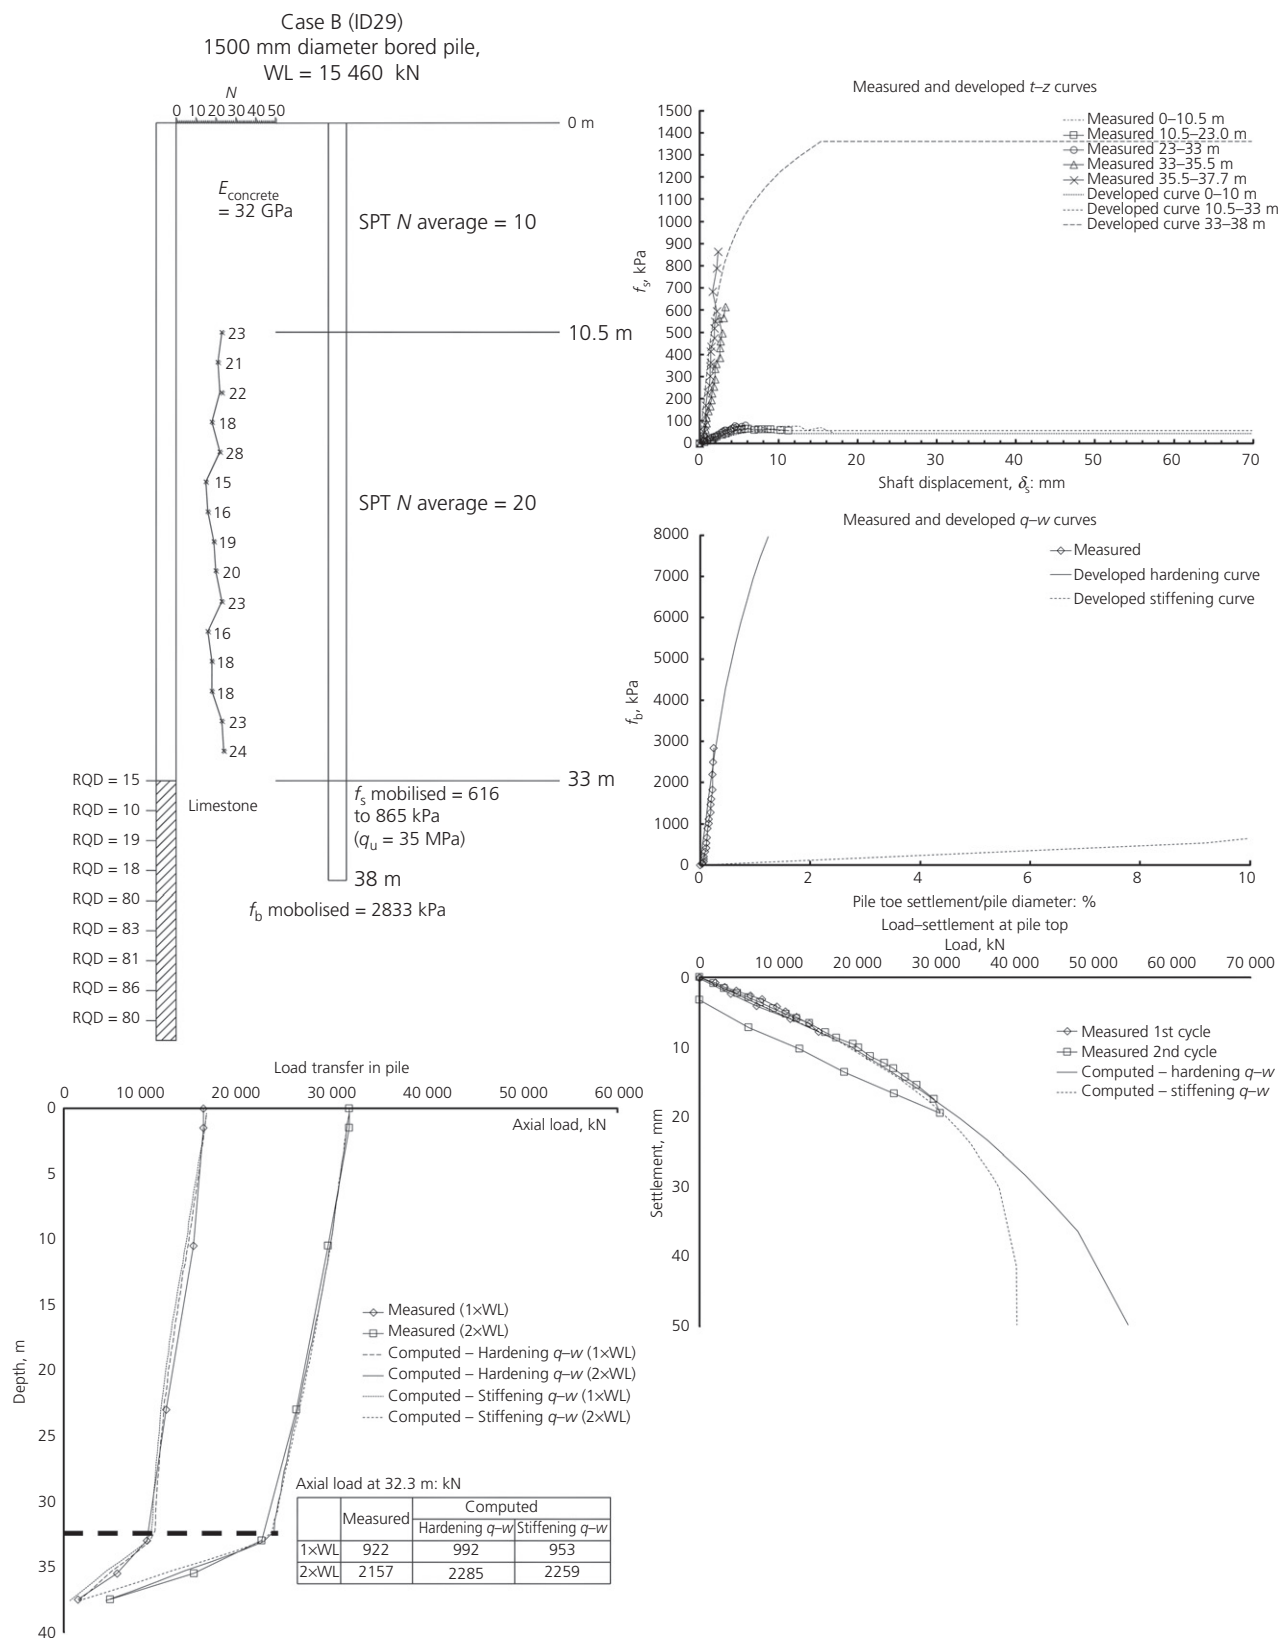 Case B (ID29)
1500 mm diameter bored pile,
WL = 15 460 kN
N
0 10 20 30 40 50
0 m
E concrete
= 32 GPa
SPT N average = 10
10.5 m
23
21
22
18
28
15
16
19
20
23
16
18
18
23
24
SPT N average = 20
33 m
RQD = 15
RQD = 10
RQD = 19
RQD = 18
RQD = 80
RQD = 83
RQD = 81
RQD = 86
RQD = 80
Limestone
fs mobilised = 616
to 865 kPa
(qu = 35 MPa)
38 m
fb mobolised = 2833 kPa
Measured and developed t–z curves
1500
1400
1300
1200
1100
1000
900
800
700
600
500
400
300
200
100
0
fs, kPa
Measured 0–10.5 m
Measured 10.5–23.0 m
Measured 23–33 m
Measured 33–35.5 m
Measured 35.5–37.7 m
Developed curve 0–10 m
Developed curve 10.5–33 m
Developed curve 33–38 m
0 10 20 30 40 50 60 70
Shaft displacement, δs: mm
Measured and developed q–w curves
8000
7000
6000
5000
4000
3000
2000
1000
0
fb, kPa
Measured
Developed hardening curve
Developed stiffening curve
0 2 4 6 8 10
Pile toe settlement/pile diameter: %
Load–settlement at pile top
Load, kN
0 10 000 20 000 30 000 40 000 50 000 60 000 70 000
0
10
20
30
40
50
Settlement, mm
Measured 1st cycle
Measured 2nd cycle
Computed – hardening q–w
Computed – stiffening q–w
Load transfer in pile
0 10 000 20 000 30 000 40 000 50 000 60 000
Axial load, kN
0
5
10
15
20
25
30
35
40
Depth, m
Measured (1×WL)
Measured (2×WL)
Computed – Hardening q–w (1×WL)
Computed – Hardening q–w (2×WL)
Computed – Stiffening q–w (1×WL)
Computed – Stiffening q–w (2×WL)
Axial load at 32.3 m: kN
Measured Computed
Hardening q–w Stiffening q–w
1×WL 922 992 953
2×WL 2157 2285 2259